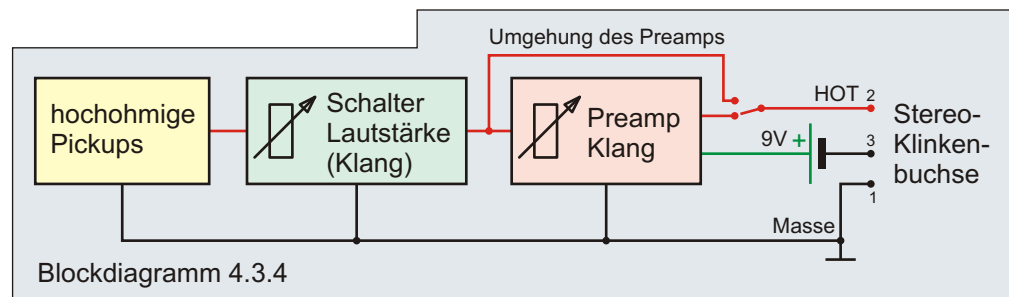 Umgehung des Preamps
hochohmige
Pickups
Schalter
Lautstärke
(Klang)
Preamp
Klang
HOT 2
9V +
3
1
Stereo-
Klinken-
buchse
Masse
Blockdiagramm 4.3.4